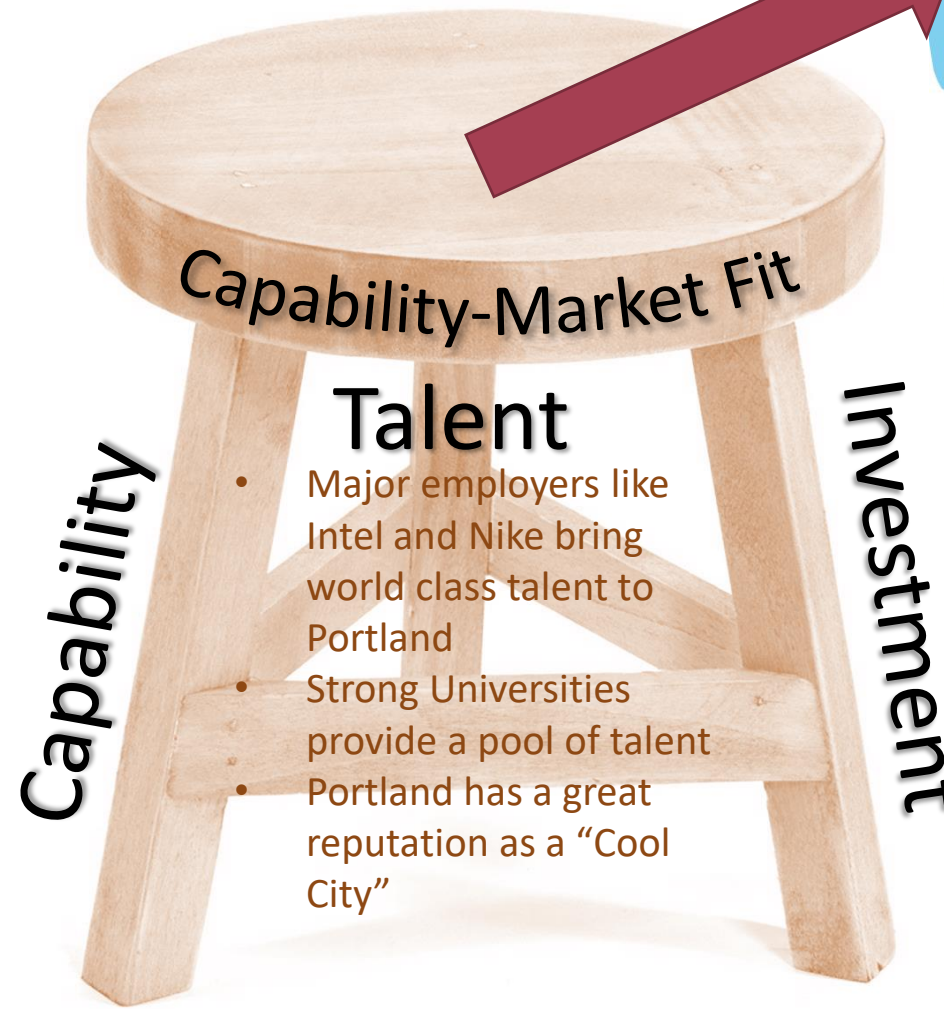 Capability-Market Fit
Talent
Capability
Investment
• Major employers like
Intel and Nike bring
world class talent to
Portland
• Strong Universities
provide a pool of talent
• Portland has a great
reputation as a “Cool
City”